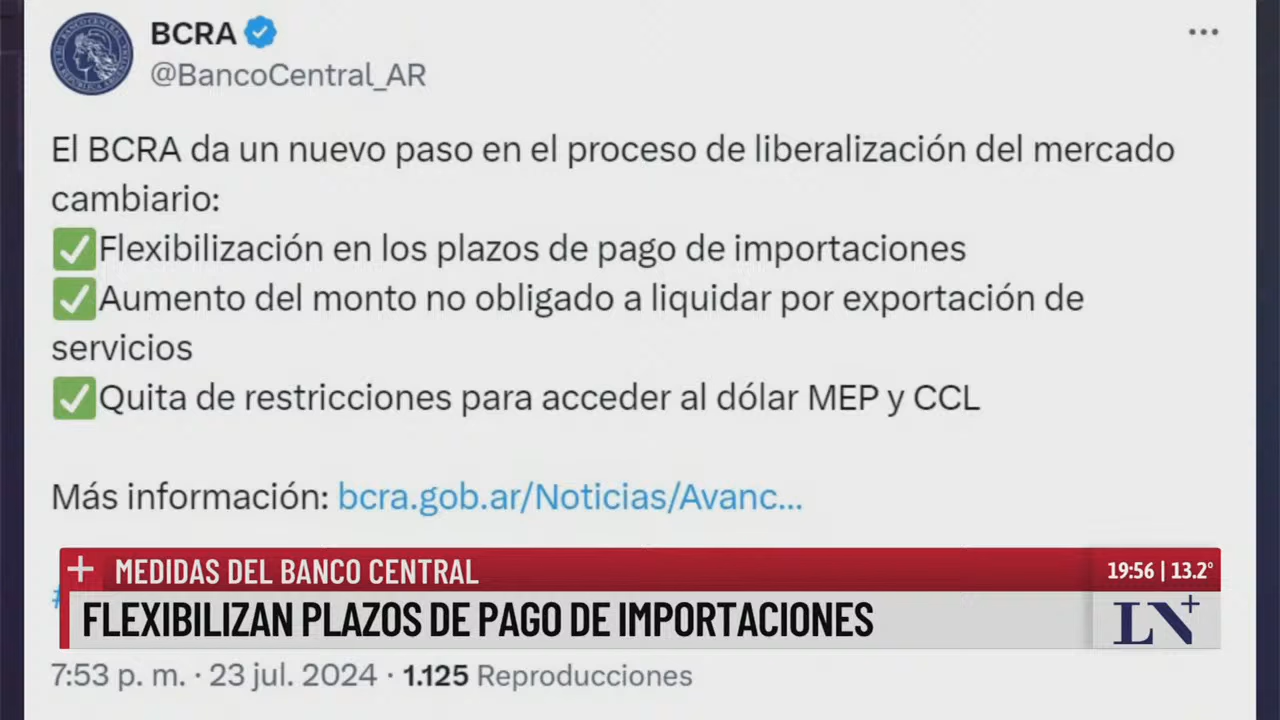 BCRA
@BancoCentral_AR
El BCRA da un nuevo paso en el proceso de liberalización del mercado
cambiario:
✅Flexibilización en los plazos de pago de importaciones
✅Aumento del monto no obligado a liquidar por exportación de
servicios
✅Quita de restricciones para acceder al dólar MEP y CCL
Más información: bcra.gob.ar/Noticias/Avanc...
+ MEDIDAS DEL BANCO CENTRAL
19:56 | 13.2°
FLEXIBILIZAN PLAZOS DE PAGO DE IMPORTACIONES
LN+
7:53 p. m. · 23 jul. 2024 · 1.125 Reproducciones